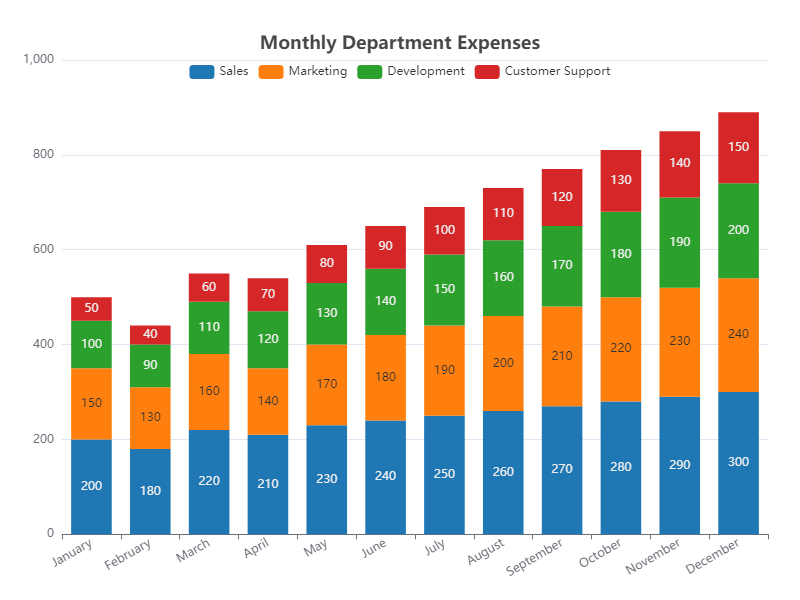 Monthly Department Expenses
Sales Marketing Development Customer Support
1,000
800
600
400
200
0
50 40 60 70 80 90 100 110 120 130 140 150
100 90 110 120 130 140 150 160 170 180 190 200
150 130 160 140 170 180 190 200 210 220 230 240
200 180 220 210 230 240 250 260 270 280 290 300
January February March April May June July August September October November December